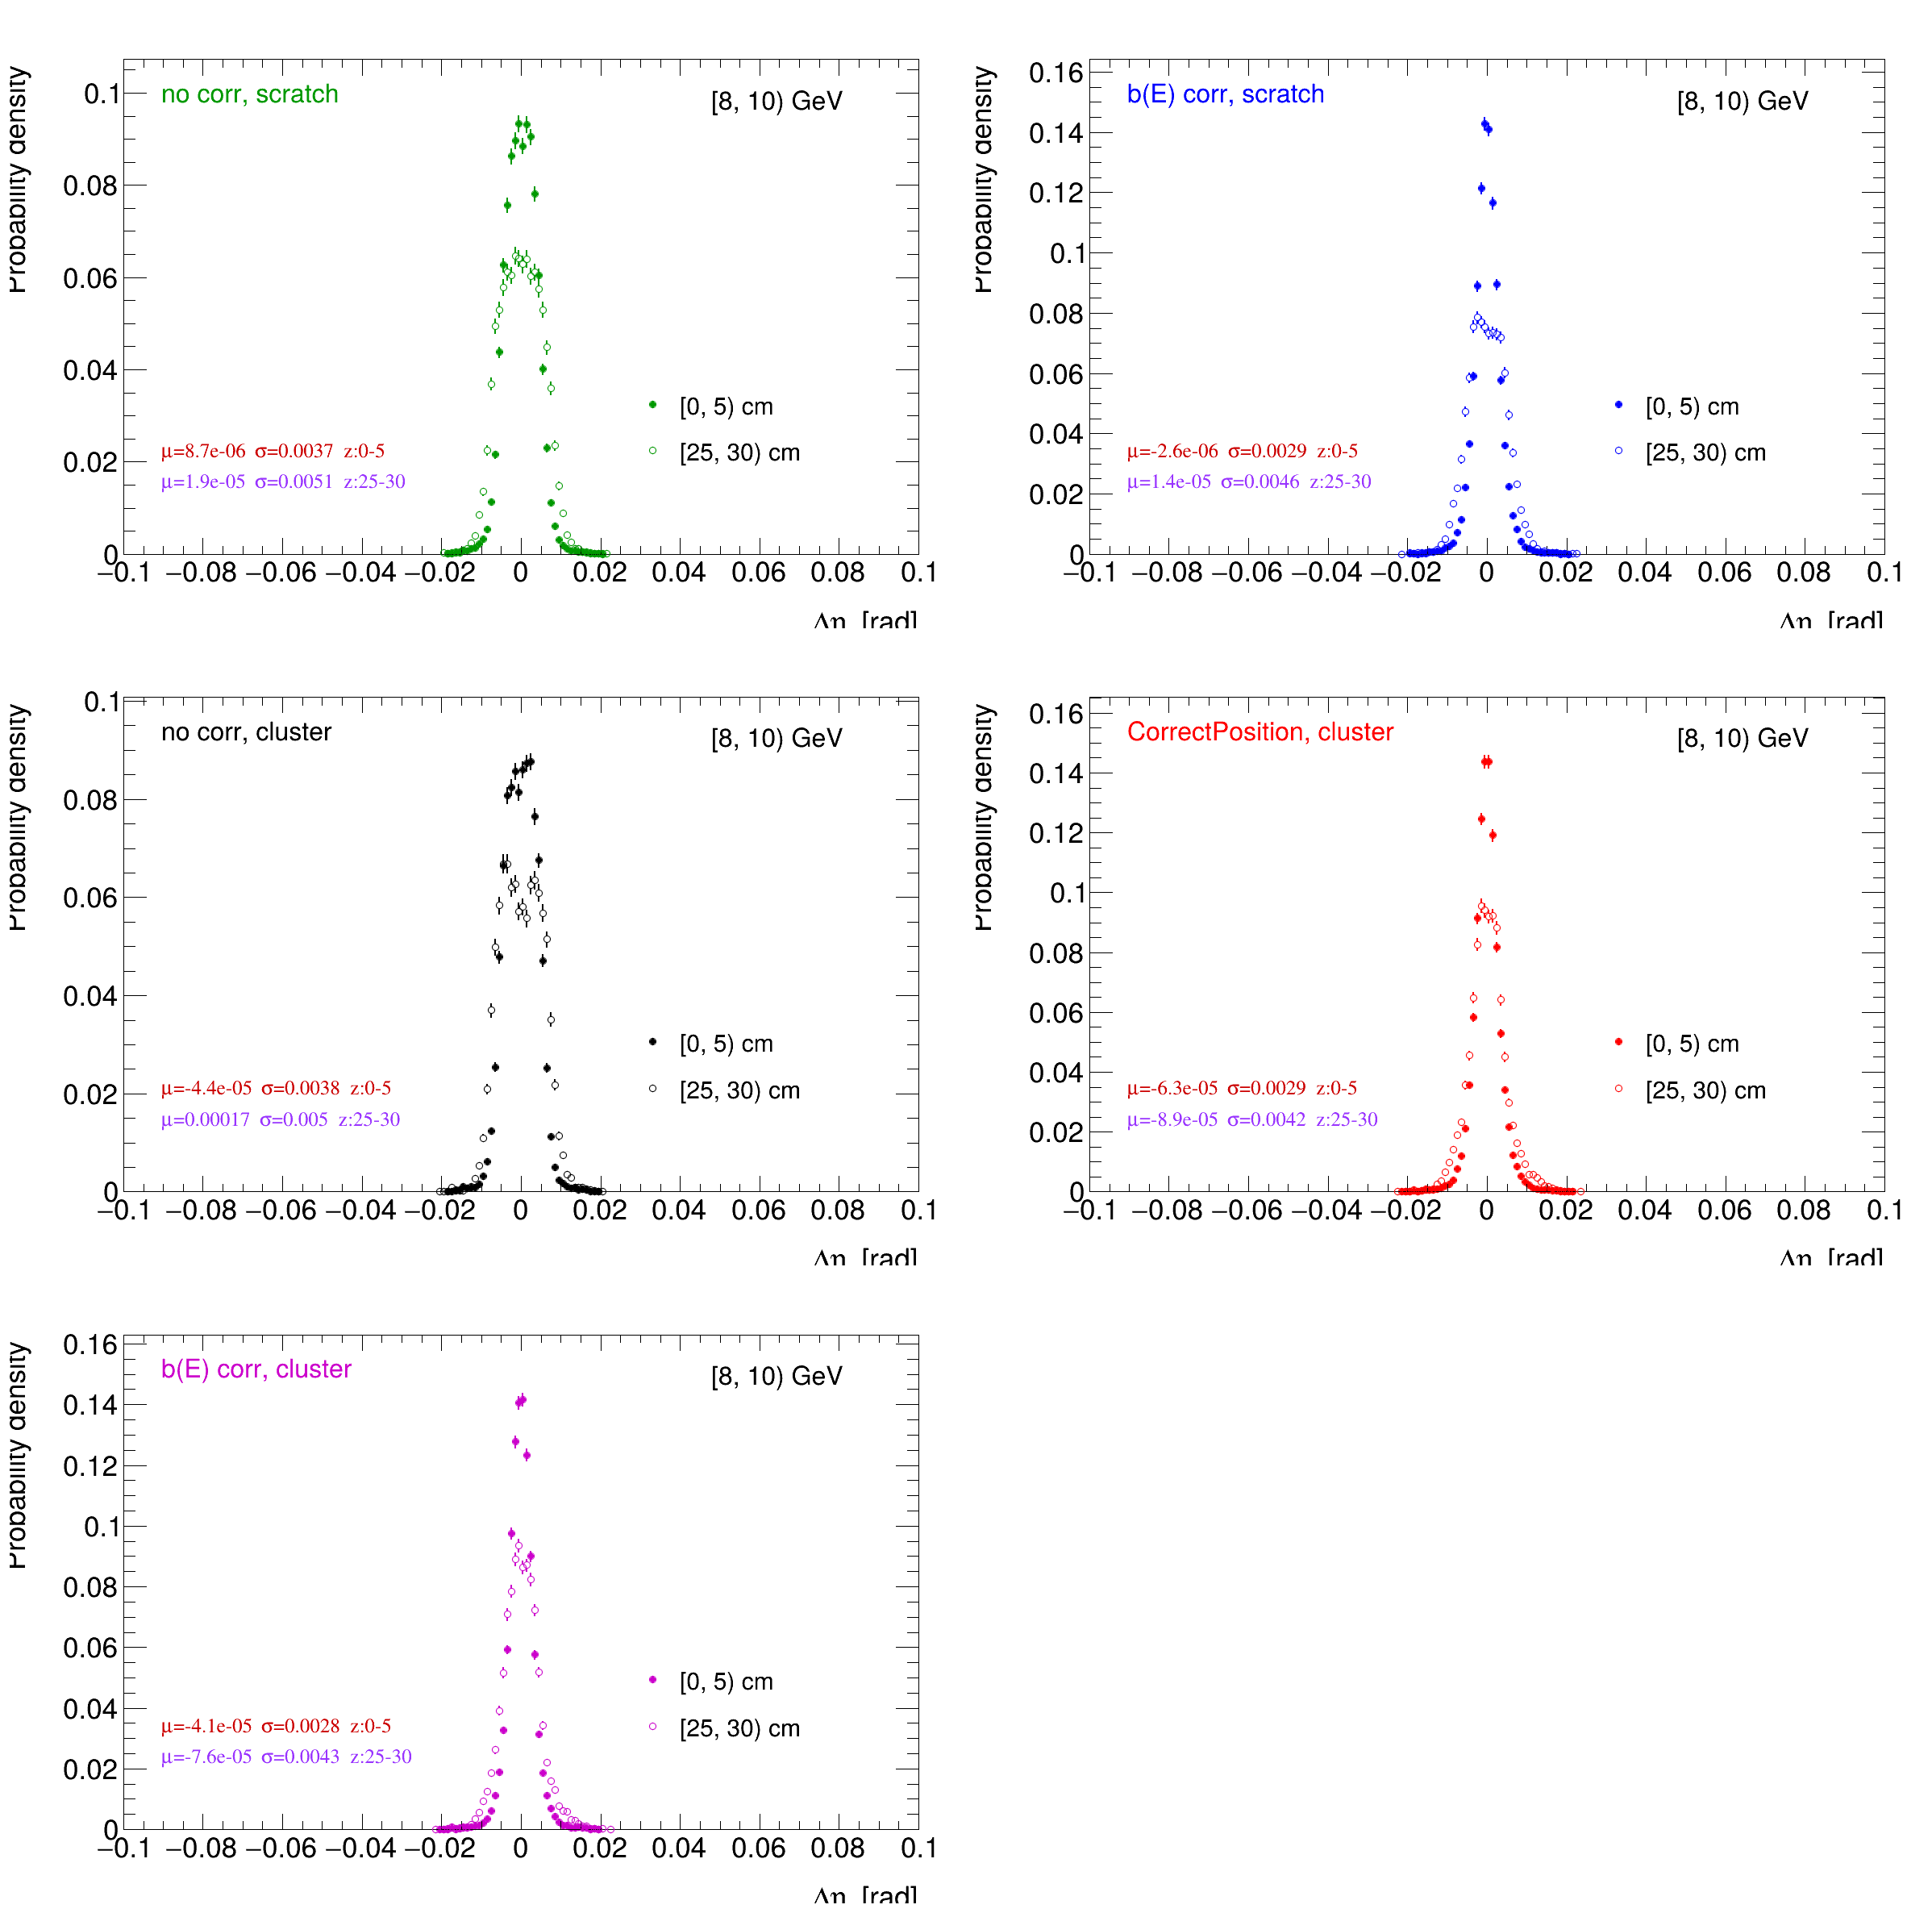 no corr, scratch
[8, 10) GeV
Probability density
0.1
0.08
0.06
0.04
0.02
0
[0, 5) cm
[25, 30) cm
μ=8.7e-06 σ=0.0037 z:0-5
μ=1.9e-05 σ=0.0051 z:25-30
−0.1 −0.08 −0.06 −0.04 −0.02 0 0.02 0.04 0.06 0.08 0.1
Δη [rad]
b(E) corr, scratch
[8, 10) GeV
Probability density
0.16
0.14
0.12
0.1
0.08
0.06
0.04
0.02
0
[0, 5) cm
[25, 30) cm
μ=-2.6e-06 σ=0.0029 z:0-5
μ=1.4e-05 σ=0.0046 z:25-30
−0.1 −0.08 −0.06 −0.04 −0.02 0 0.02 0.04 0.06 0.08 0.1
Δη [rad]
no corr, cluster
[8, 10) GeV
Probability density
0.1
0.08
0.06
0.04
0.02
0
[0, 5) cm
[25, 30) cm
μ=-4.4e-05 σ=0.0038 z:0-5
μ=0.00017 σ=0.005 z:25-30
−0.1 −0.08 −0.06 −0.04 −0.02 0 0.02 0.04 0.06 0.08 0.1
Δη [rad]
CorrectPosition, cluster
[8, 10) GeV
Probability density
0.16
0.14
0.12
0.1
0.08
0.06
0.04
0.02
0
[0, 5) cm
[25, 30) cm
μ=-6.3e-05 σ=0.0029 z:0-5
μ=-8.9e-05 σ=0.0042 z:25-30
−0.1 −0.08 −0.06 −0.04 −0.02 0 0.02 0.04 0.06 0.08 0.1
Δη [rad]
b(E) corr, cluster
[8, 10) GeV
Probability density
0.16
0.14
0.12
0.1
0.08
0.06
0.04
0.02
0
[0, 5) cm
[25, 30) cm
μ=-4.1e-05 σ=0.0028 z:0-5
μ=-7.6e-05 σ=0.0043 z:25-30
−0.1 −0.08 −0.06 −0.04 −0.02 0 0.02 0.04 0.06 0.08 0.1
Δη [rad]